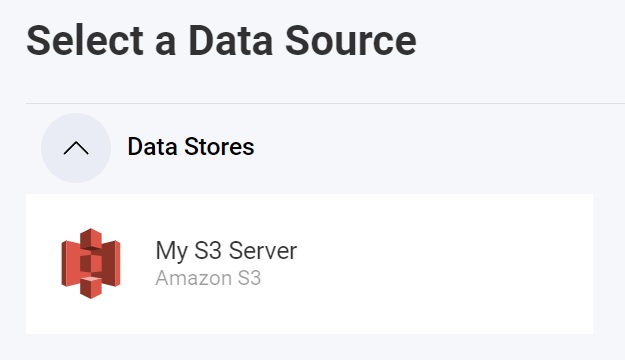 Select a Data Source
Data Stores
My S3 Server
Amazon S3